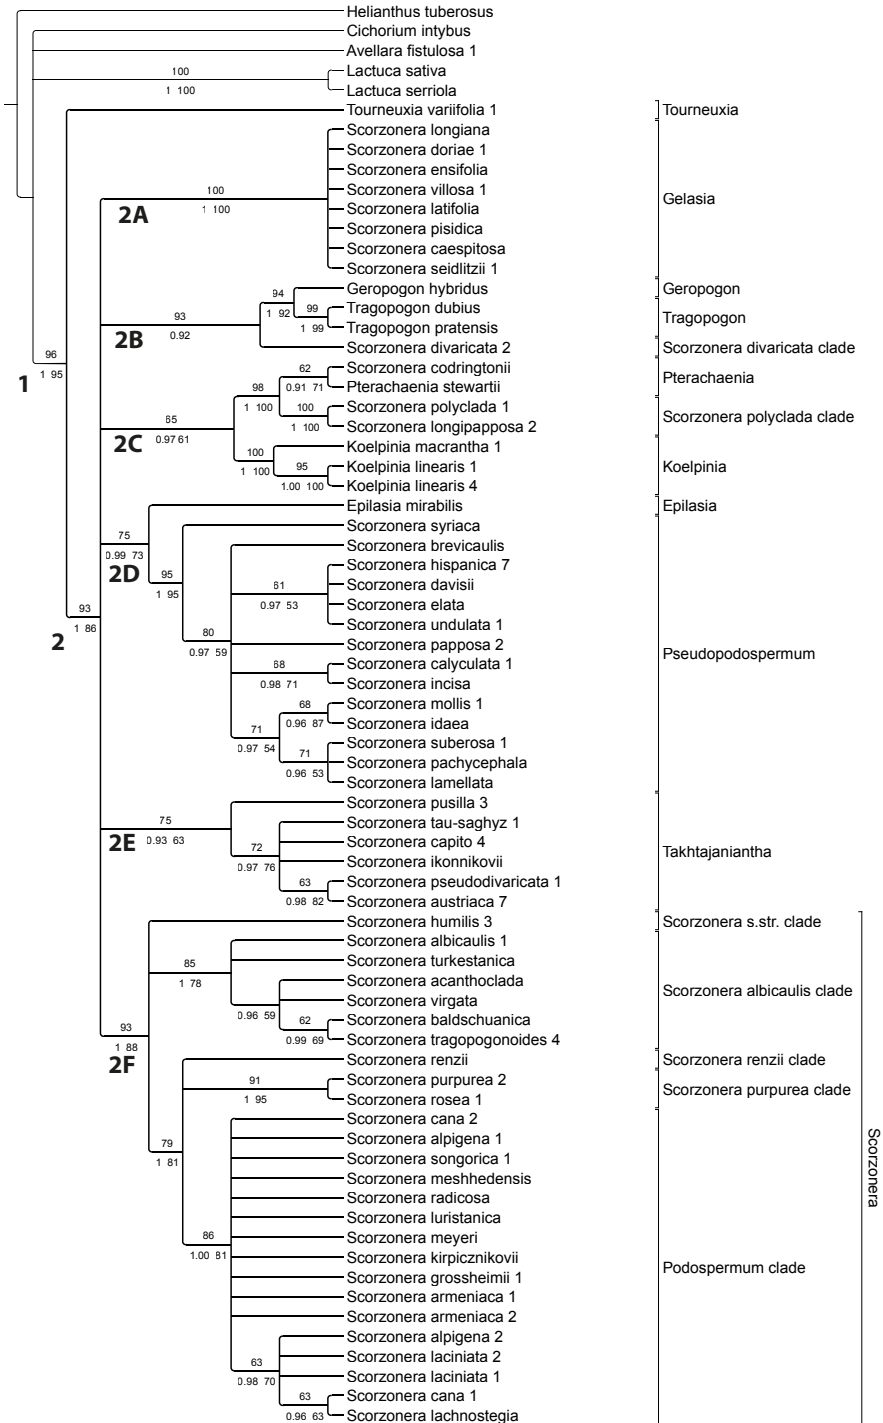 Helianthus tuberosus
Cichorium intybus
Avellara fistulosa 1
100
Lactuca sativa
1 100
Lactuca serriola
Tourneuxia variifolia 1
Tourneuxia
Scorzonera longiana
Scorzonera doriae 1
Scorzonera ensifolia
100
Scorzonera villosa 1
Gelasia
2A
1 100
Scorzonera latifolia
Scorzonera pisidica
Scorzonera caespitosa
Scorzonera seidlitzii 1
94
Geropogon hybridus
Geropogon
1 92
99
Tragopogon dubius
93
Tragopogon
2B
0.92
1 99
Tragopogon pratensis
Scorzonera divaricata 2
Scorzonera divaricata clade
96
1
1 95
62
Scorzonera codringtonii
Pterachaenia
98
0.91 71
Pterachaenia stewartii
1 100
100
Scorzonera polyclada 1
65
Scorzonera polyclada clade
2C
0.97 61
1 100
Scorzonera longipapposa 2
100
Koelpinia macrantha 1
1 100
95
Koelpinia linearis 1
Koelpinia
1.00 100
Koelpinia linearis 4
Epilasia mirabilis
Epilasia
75
Scorzonera syriaca
0.99 73
2D
Scorzonera brevicaulis
95
Scorzonera hispanica 7
1 95
61
Scorzonera davisii
0.97 53
Scorzonera elata
93
Scorzonera undulata 1
2
1 86
80
Scorzonera papposa 2
0.97 59
Pseudopodospermum
68
Scorzonera calyculata 1
0.98 71
Scorzonera incisa
68
Scorzonera mollis 1
0.96 87
Scorzonera idaea
71
0.97 54
Scorzonera suberosa 1
71
Scorzonera pachycephala
0.96 53
Scorzonera lamellata
Scorzonera pusilla 3
75
Scorzonera tau-saghyz 1
2E
0.93 63
72
Scorzonera capito 4
Takhtajaniantha
0.97 76
Scorzonera ikonnikovii
63
Scorzonera pseudodivaricata 1
0.98 82
Scorzonera austriaca 7
Scorzonera humilis 3
Scorzonera s.str. clade
Scorzonera albicaulis 1
85
Scorzonera turkestanica
1 78
Scorzonera acanthoclada
Scorzonera albicaulis clade
0.96 59
Scorzonera virgata
62
Scorzonera baldschuanica
93
0.99 69
Scorzonera tragopogonoides 4
1 88
2F
Scorzonera renzii
Scorzonera renzii clade
91
Scorzonera purpurea 2
Scorzonera purpurea clade
1 95
Scorzonera rosea 1
Scorzonera cana 2
79
Scorzonera alpigena 1
1 81
Scorzonera songorica 1
Scorzonera
Scorzonera meshhedensis
Scorzonera radicosa
Scorzonera luristanica
86
Scorzonera meyeri
1.00 81
Scorzonera kirpicznikovii
Podospermum clade
Scorzonera grossheimii 1
Scorzonera armeniaca 1
Scorzonera armeniaca 2
Scorzonera alpigena 2
63
Scorzonera laciniata 2
0.98 70
Scorzonera laciniata 1
63
Scorzonera cana 1
0.96 63
Scorzonera lachnostegia